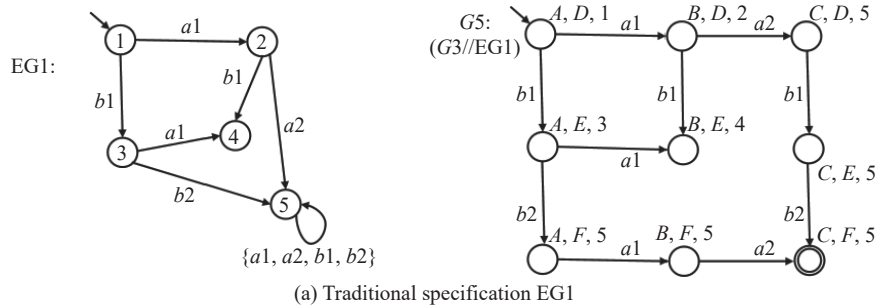 EG1:
1
a1
2
b1
b1
a2
3
a1
4
b2
5
{a1, a2, b1, b2}
G5:
(G3//EG1)
A, D, 1
a1
B, D, 2
a2
C, D, 5
b1
b1
b1
A, E, 3
a1
B, E, 4
C, E, 5
b2
b2
A, F, 5
a1
B, F, 5
a2
C, F, 5
(a) Traditional specification EG1